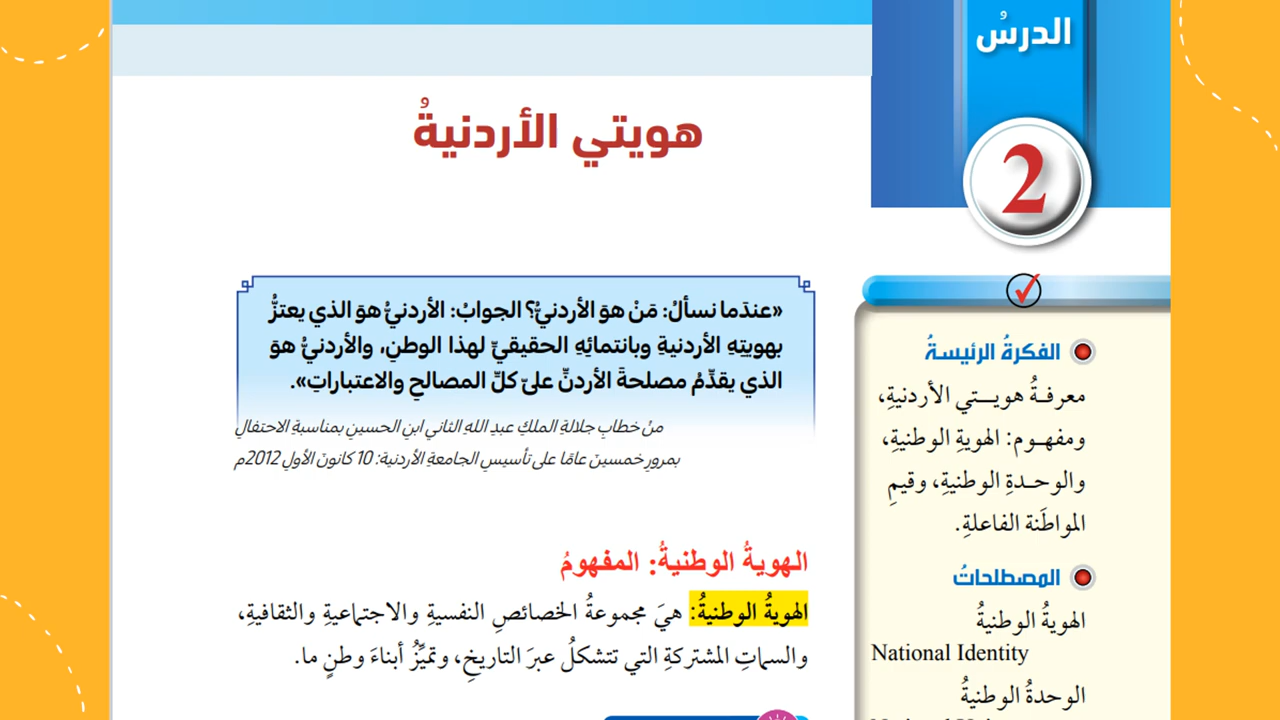 الدرسُ
2
هويتي الأردنيةُ
«عندَما نسألُ: مَنْ هوَ الأردنيُّ؟ الجوابُ: الأردنيُّ هوَ الذي يعتزُّ
بهويتِهِ الأردنيةِ وبانتمائِهِ الحقيقيِّ لهذا الوطنِ، والأردنيُّ هوَ
الذي يقدِّمُ مصلحةَ الأردنِّ علىٰ كلِّ المصالحِ والاعتباراتِ».
منْ خطابِ جلالةِ الملكِ عبدِ اللهِ الثاني ابنِ الحسينِ بمناسبةِ الاحتفالِ
بمرورِ خمسينَ عامًا على تأسيسِ الجامعةِ الأردنية: 10 كانونَ الأولِ 2012م
الهويةُ الوطنيةُ: المفهومُ
الهويةُ الوطنيةُ: هيَ مجموعةُ الخصائصِ النفسيةِ والاجتماعيةِ والثقافيةِ،
والسماتِ المشتركةِ التي تتشكلُ عبرَ التاريخِ، وتميِّزُ أبناءَ وطنٍ ما.
الفكرةُ الرئيسةُ
معرفةُ هويتي الأردنيةِ،
ومفهوم: الهويةِ الوطنيةِ،
والوحدةِ الوطنيةِ، وقيمِ
المواطَنة الفاعلةِ.
المصطلحاتُ
الهويةُ الوطنيةُ
National Identity
الوحدةُ الوطنيةُ